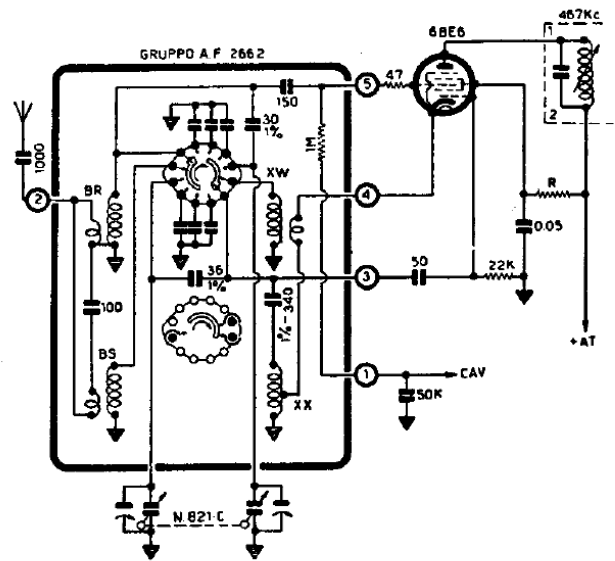 467Kc
6BE6
1
GRUPPO A.F 2662
5
47
150
2
30
1%
1M
1000
XW
BR
2
4
R
0.05
36
1%
50
3
22K
100
1%-340
+AT
BS
1
CAV
XX
50K
N.821-C